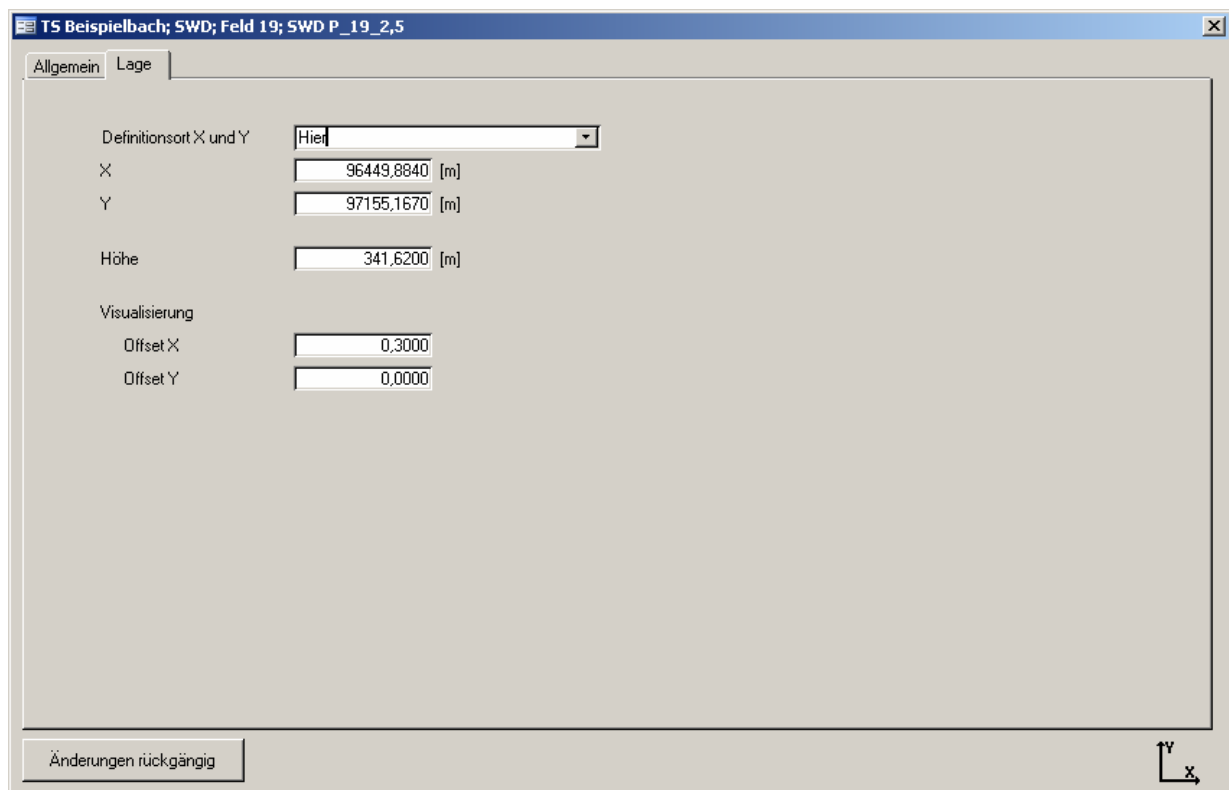 TS Beispielbach; SWD; Feld 19; SWD P_19_2,5
Allgemein Lage
Definitionsort X und Y Hier
X 96449,8840 [m]
Y 97155,1670 [m]
Höhe 341,6200 [m]
Visualisierung
Offset X 0,3000
Offset Y 0,0000
Änderungen rückgängig
Y
X